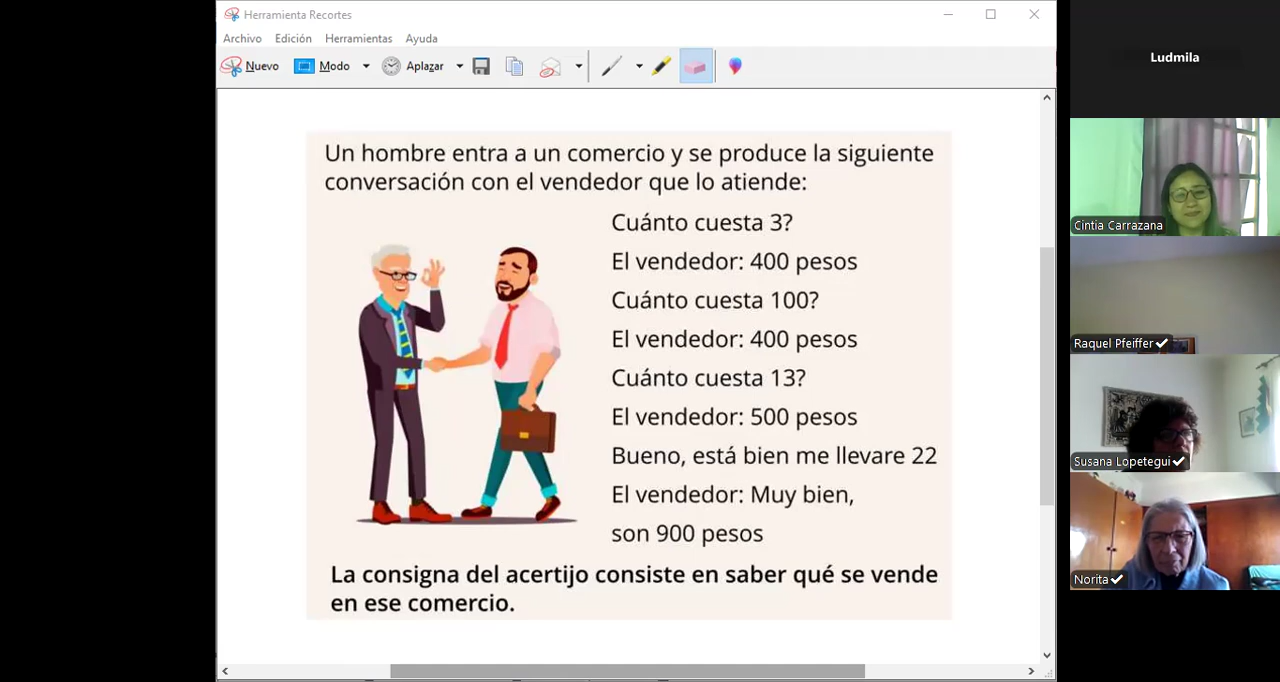 Herramienta Recortes
Archivo Edición Herramientas Ayuda
Nuevo Modo Aplazar
Un hombre entra a un comercio y se produce la siguiente
conversación con el vendedor que lo atiende:
Cuánto cuesta 3?
El vendedor: 400 pesos
Cuánto cuesta 100?
El vendedor: 400 pesos
Cuánto cuesta 13?
El vendedor: 500 pesos
Bueno, está bien me llevare 22
El vendedor: Muy bien,
son 900 pesos
La consigna del acertijo consiste en saber qué se vende
en ese comercio.
Ludmila
Cintia Carrazana
Raquel Pfeiffer
Susana Lopetegui
Norita